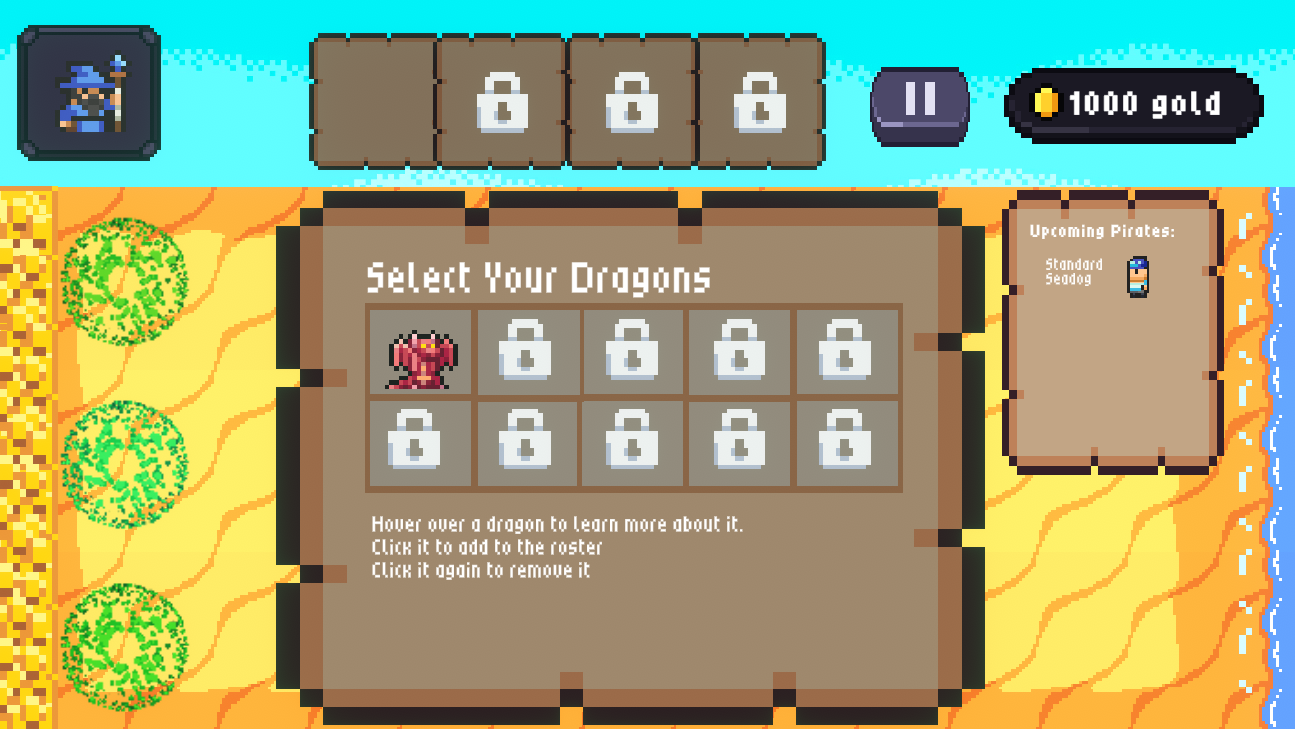 1000 gold
Select Your Dragons
Upcoming Pirates:
Standard
Seadog
Hover over a dragon to learn more about it.
Click it to add to the roster
Click it again to remove it